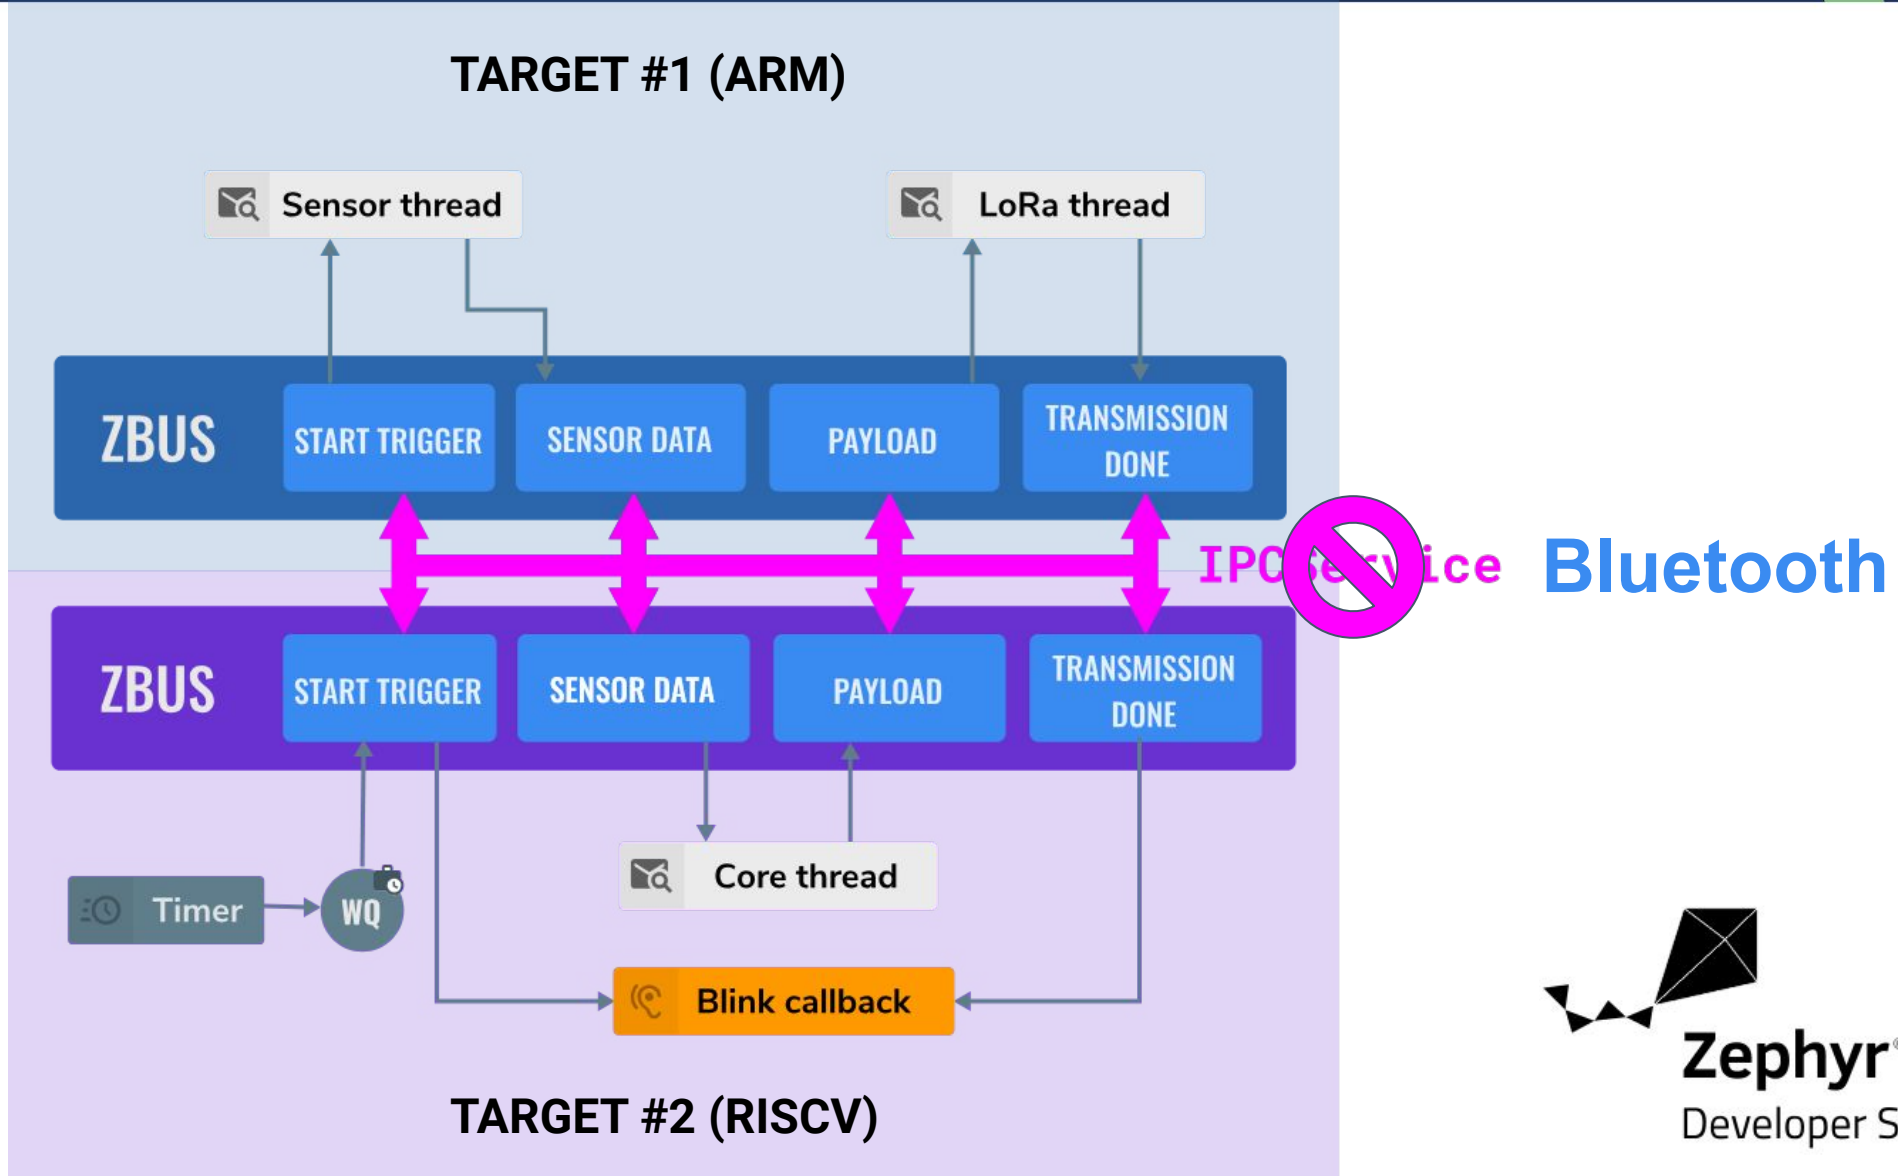 TARGET #1 (ARM)
Sensor thread
LoRa thread
ZBUS
START TRIGGER
SENSOR DATA
PAYLOAD
TRANSMISSION
DONE
IPC Service
Bluetooth
ZBUS
START TRIGGER
SENSOR DATA
PAYLOAD
TRANSMISSION
DONE
Core thread
Timer
WQ
Blink callback
TARGET #2 (RISCV)
Zephyr
Developer S